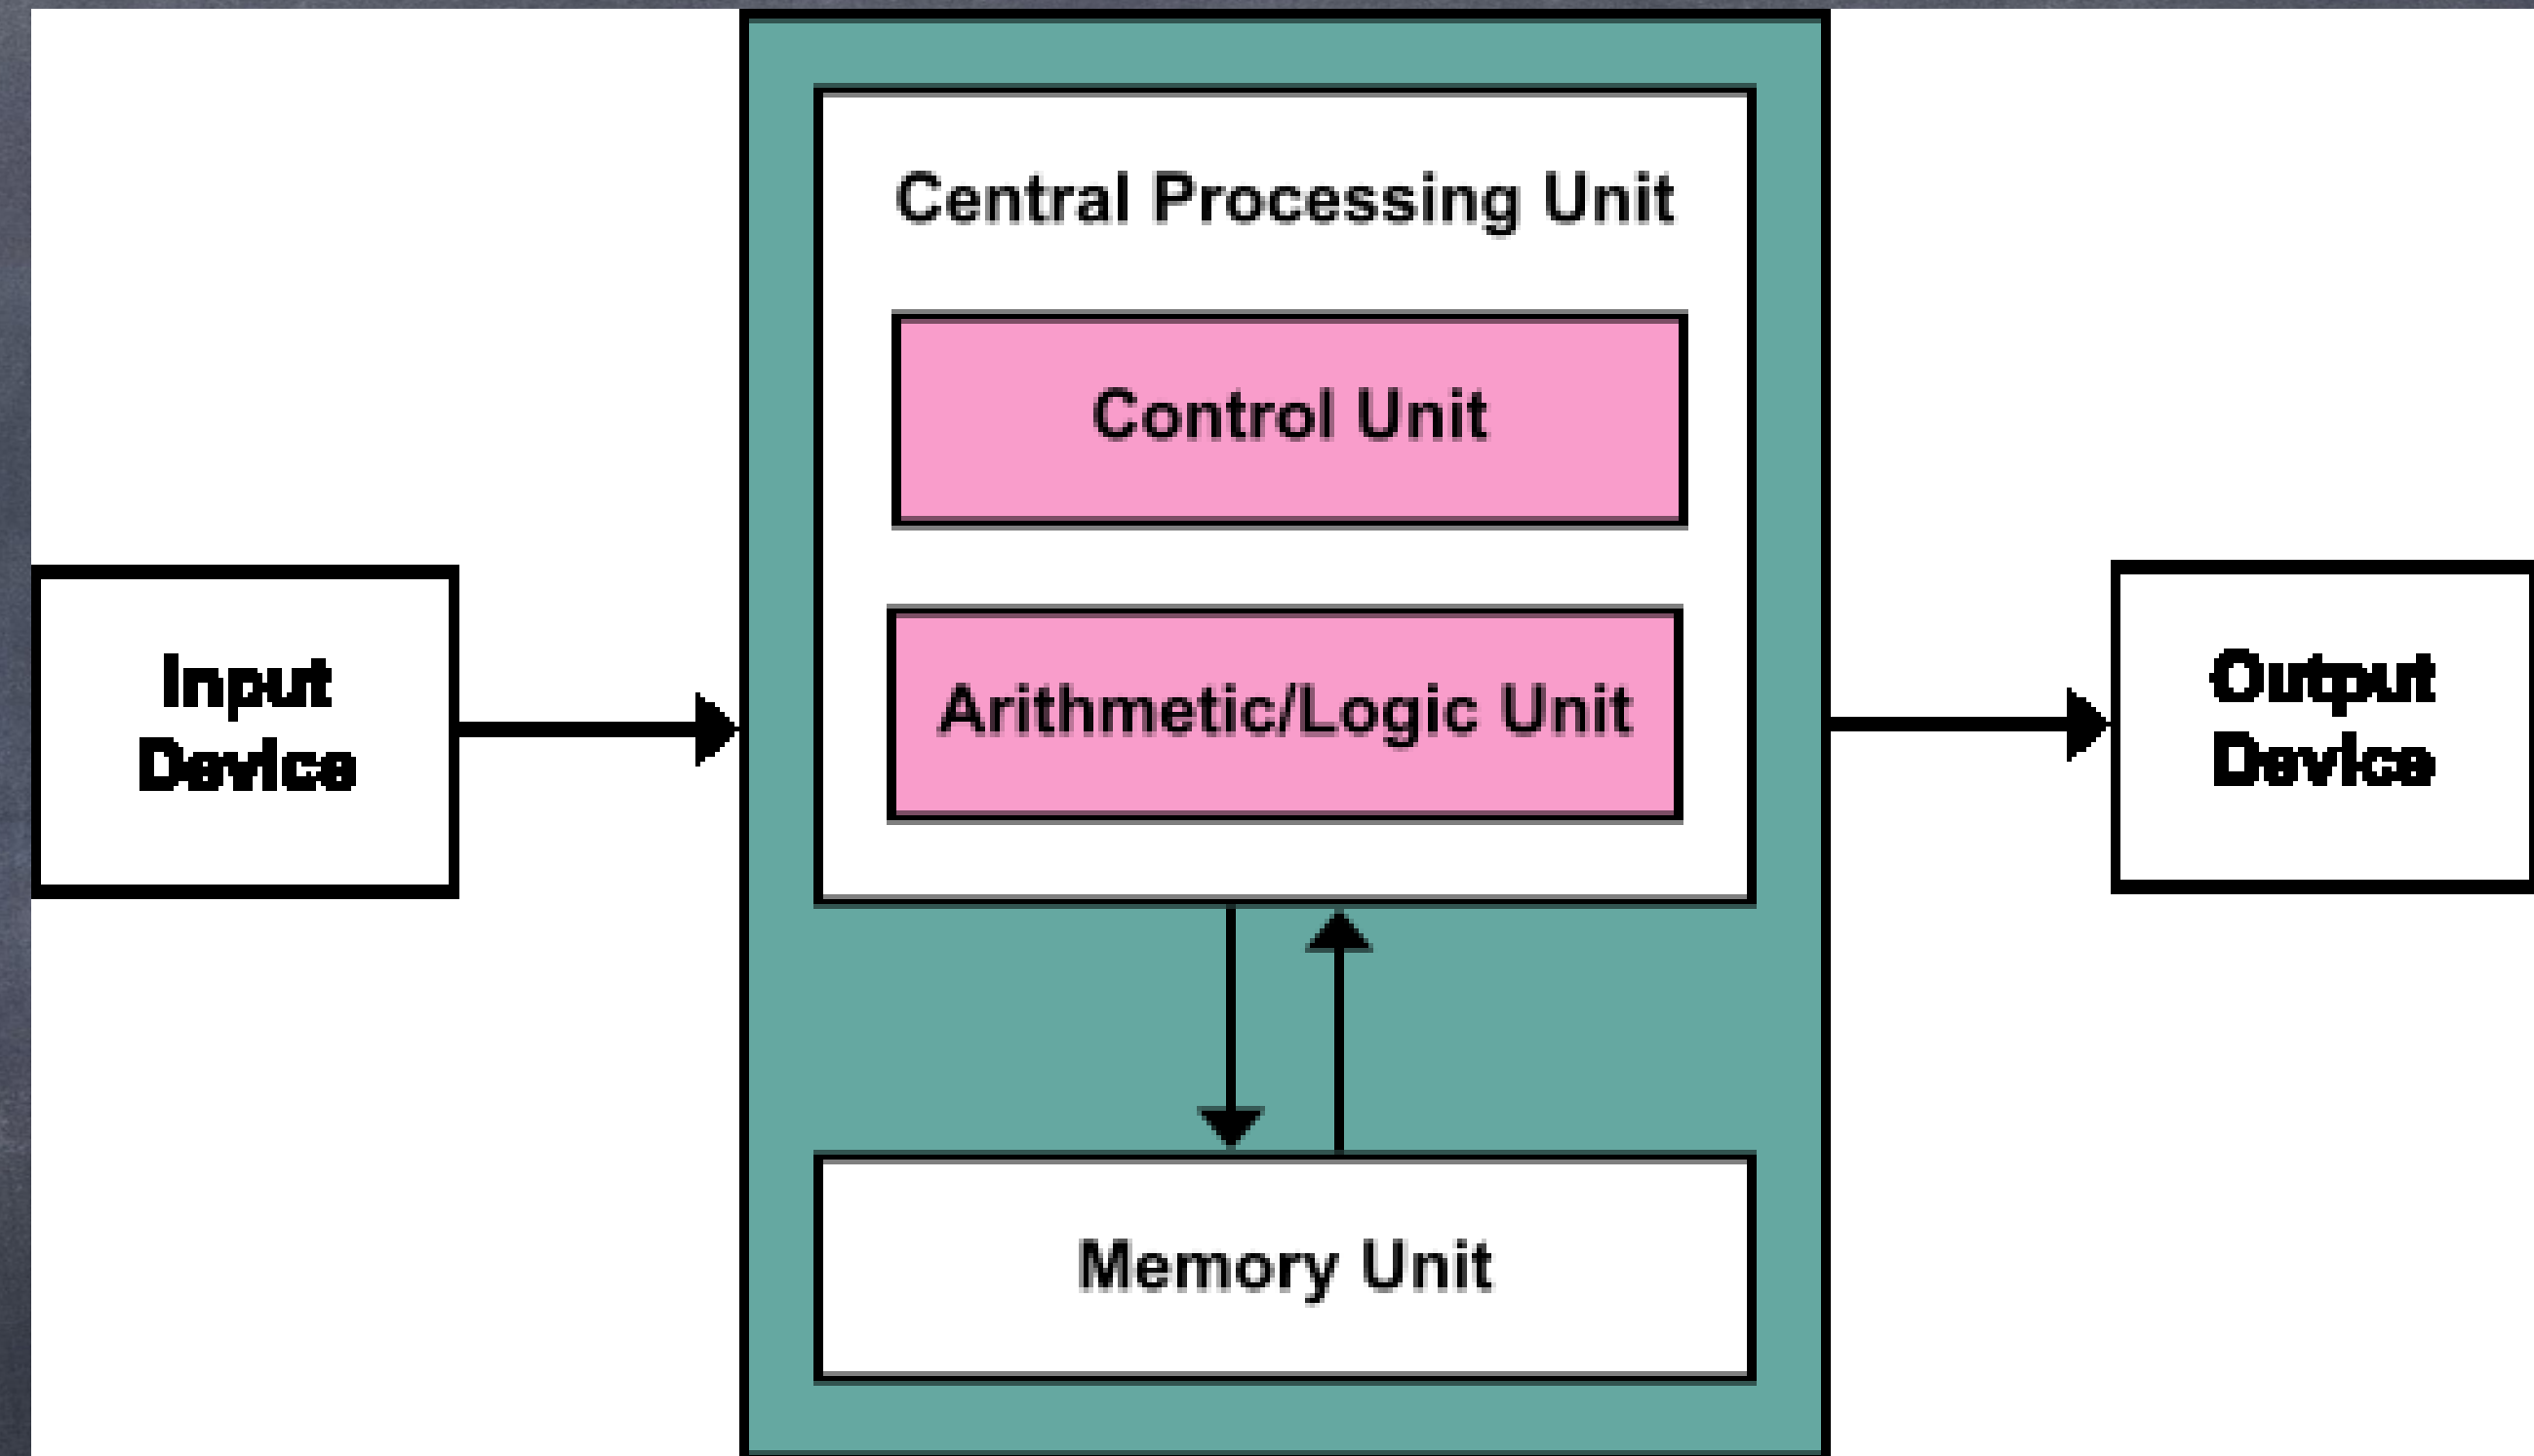 Central Processing Unit
Control Unit
Arithmetic/Logic Unit
Input
Device
Output
Device
Memory Unit